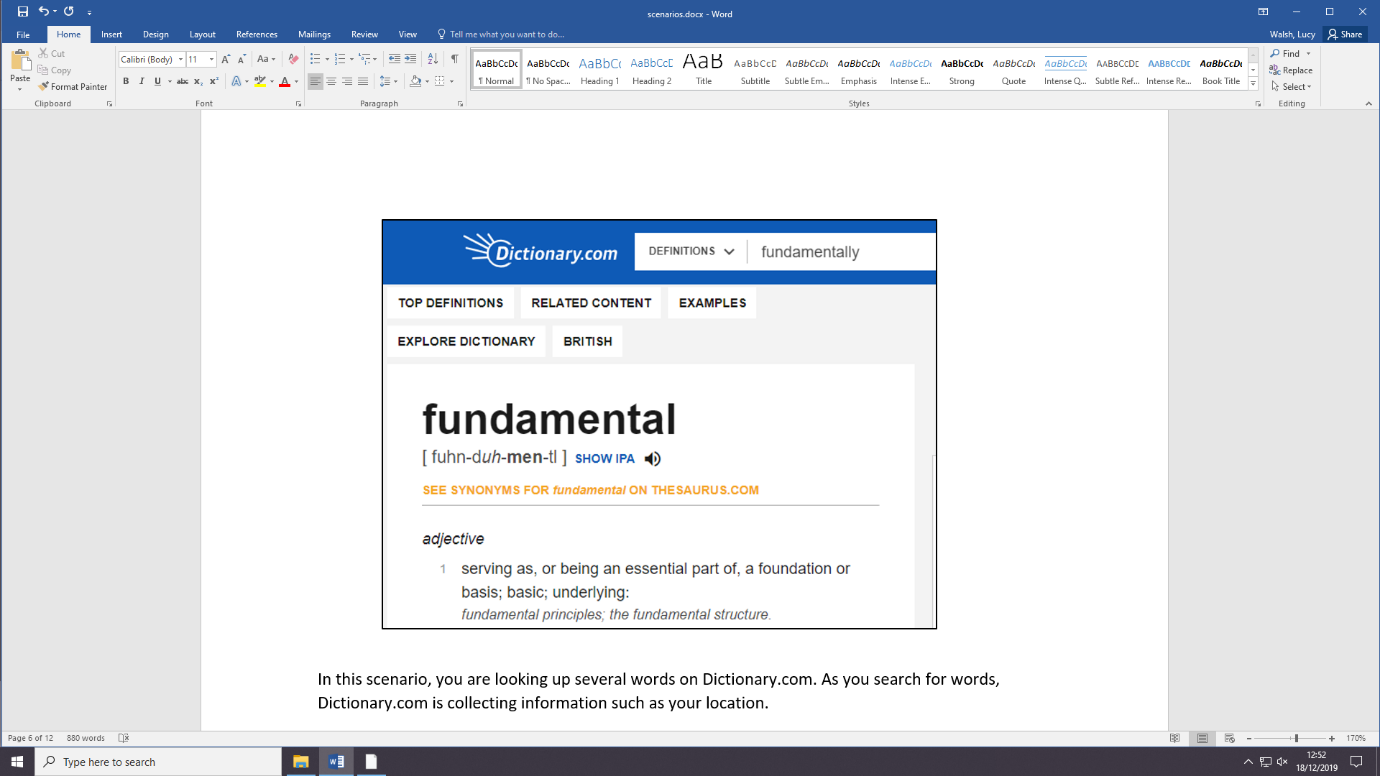 scenarios.docx - Word
Walsh, Lucy
Share
File Home Insert Design Layout References Mailings Review View Tell me what you want to do...
Paste
Cut
Copy
Format Painter
Clipboard
Calibri (Body) 11
B I U abc X₂ X²
Font
Paragraph
AaBbCcDc AaBbCcDc AaBbCc AaBbCcE AaB AaBbCcD AaBbCcDc AaBbCcDc AaBbCcDc AaBbCcDc AaBbCcDc AaBbCcDc AaBbCcDc AaBbCcDc AaBbCcDc
¶ Normal ¶ No Spac... Heading 1 Heading 2 Title Subtitle Subtle Em... Emphasis Intense E... Strong Quote Intense Q... Subtle Ref... Intense Re... Book Title
Styles
Find
Replace
Select
Editing
Dictionary.com DEFINITIONS fundamentally
TOP DEFINITIONS RELATED CONTENT EXAMPLES
EXPLORE DICTIONARY BRITISH
fundamental
[ fuhn-duh-men-tl ] SHOW IPA
SEE SYNONYMS FOR fundamental ON THESAURUS.COM
adjective
1 serving as, or being an essential part of, a foundation or
basis; basic; underlying:
fundamental principles; the fundamental structure.
In this scenario, you are looking up several words on Dictionary.com. As you search for words,
Dictionary.com is collecting information such as your location.
Page 6 of 12 880 words 170%
Type here to search
12:52
18/12/2019